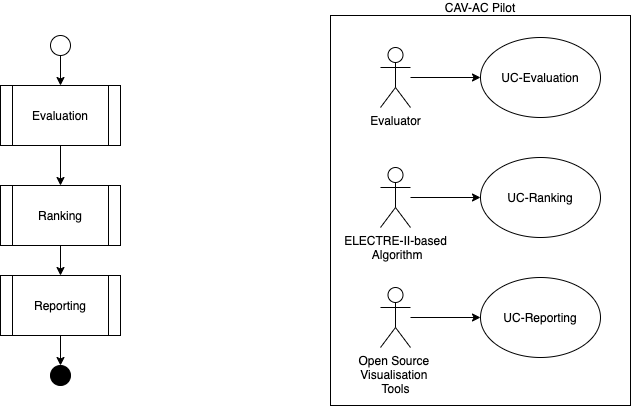 Evaluation
Ranking
Reporting
CAV-AC Pilot
Evaluator
UC-Evaluation
ELECTRE-II-based
Algorithm
UC-Ranking
Open Source
Visualisation
Tools
UC-Reporting